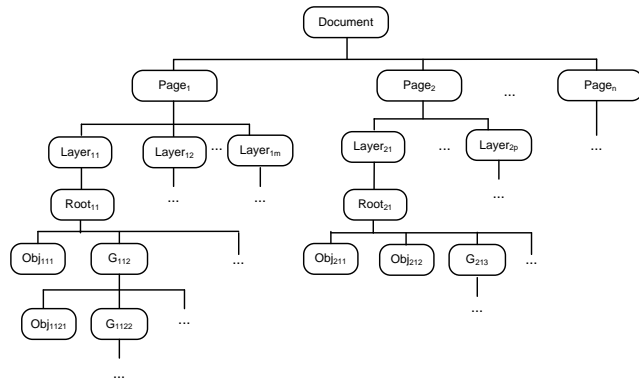 Document
Page₁
Page₂
...
Pageₙ
Layer₁₁
Layer₁₂
...
Layer₁ₘ
Layer₂₁
...
Layer₂ₚ
...
Root₁₁
...
...
Root₂₁
...
Obj₁₁₁
G₁₁₂
...
Obj₂₁₁
Obj₂₁₂
G₂₁₃
...
Obj₁₁₂₁
G₁₁₂₂
...
...
...